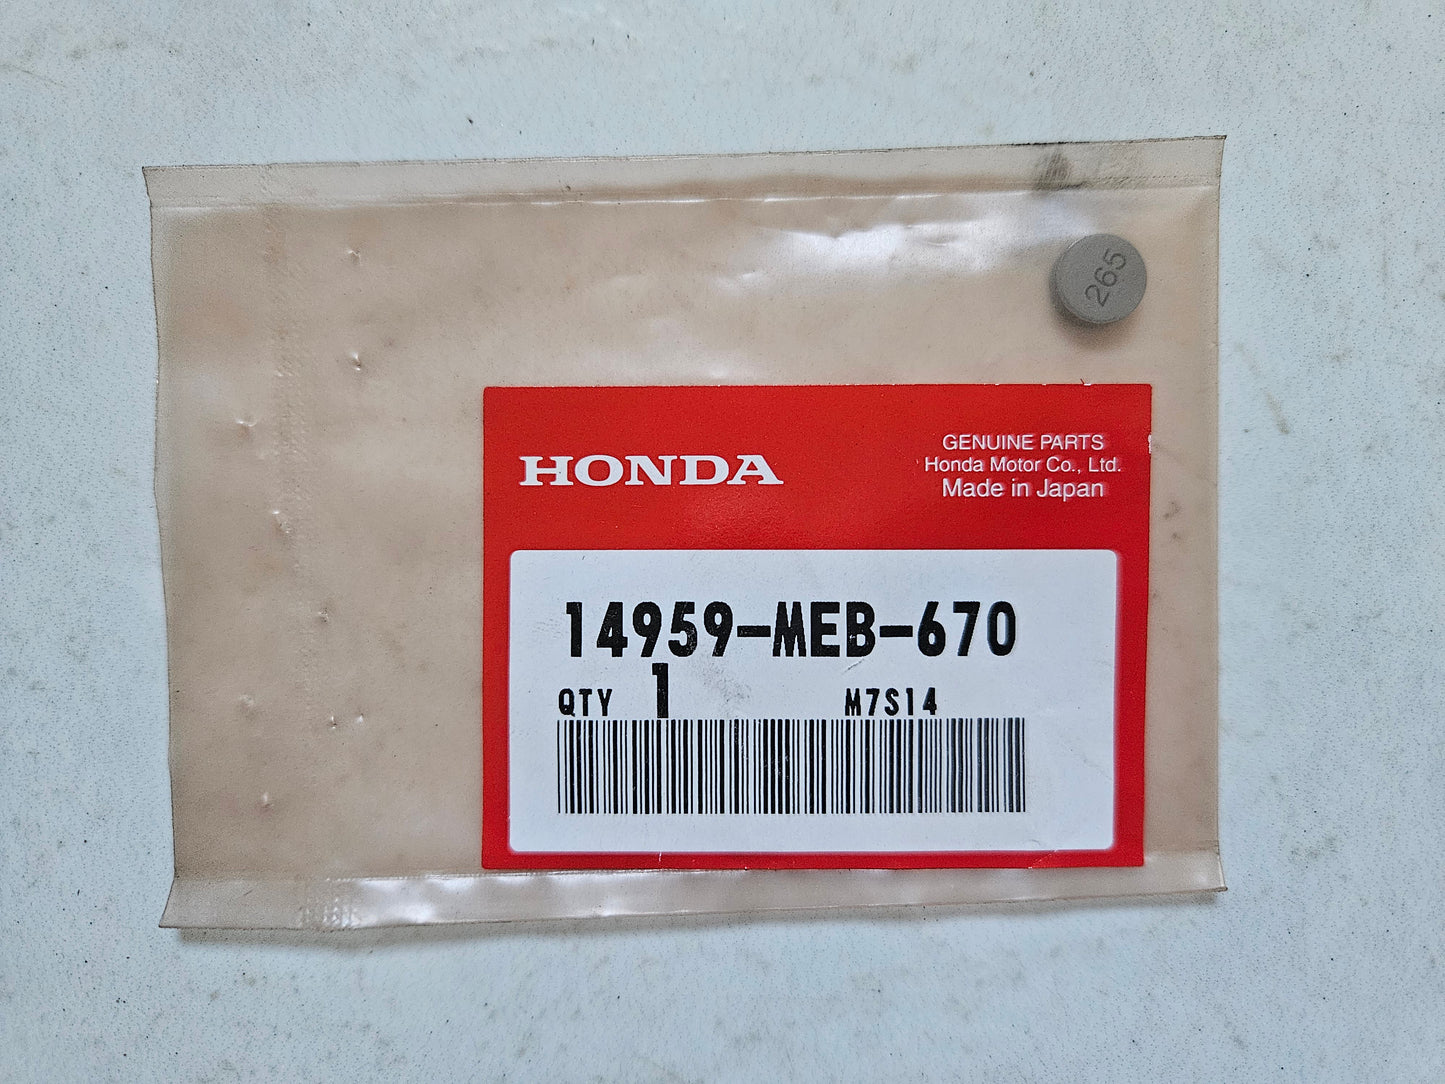 265
HONDA
GENUINE PARTS
Honda Motor Co., Ltd.
Made in Japan
14959-MEB-670
QTY 1 M7S14